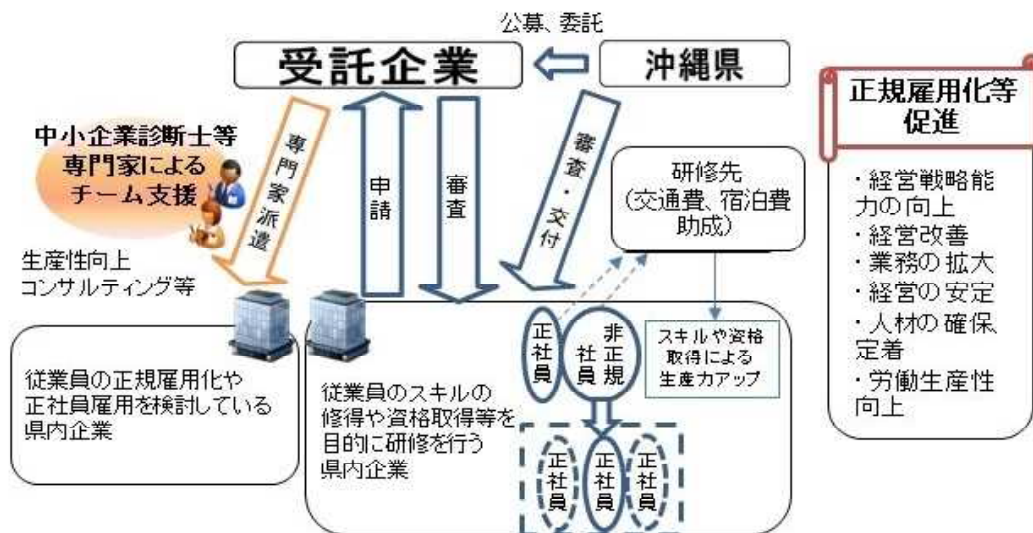 公募、委託
受託企業
沖縄県
正規雇用化等
促進
中小企業診断士等
専門家による
チーム支援
専門家派遣
申請
審査
審査・交付
研修先
(交通費、宿泊費
助成)
生産性向上
コンサルティング等
・経営戦略能
力の向上
・経営改善
・業務の拡大
・経営の安定
・人材の確保、
定着
・労働生産性
向上
従業員の正規雇用化や
正社員雇用を検討している
県内企業
従業員のスキルの
修得や資格取得等を
目的に研修を行う
県内企業
正社員
非正規
社員
スキルや資格
取得による
生産力アップ
正社員
正社員
正社員